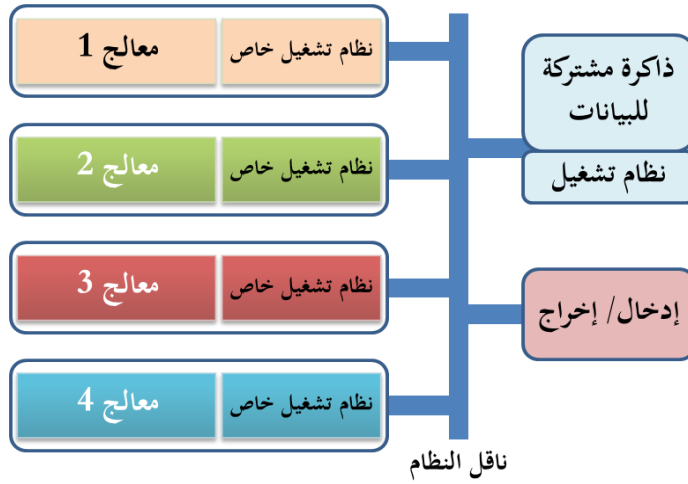 معالج 1
نظام تشغيل خاص
معالج 2
نظام تشغيل خاص
معالج 3
نظام تشغيل خاص
معالج 4
نظام تشغيل خاص
ذاكرة مشتركة
للبيانات
نظام تشغيل
إدخال/ إخراج
ناقل النظام